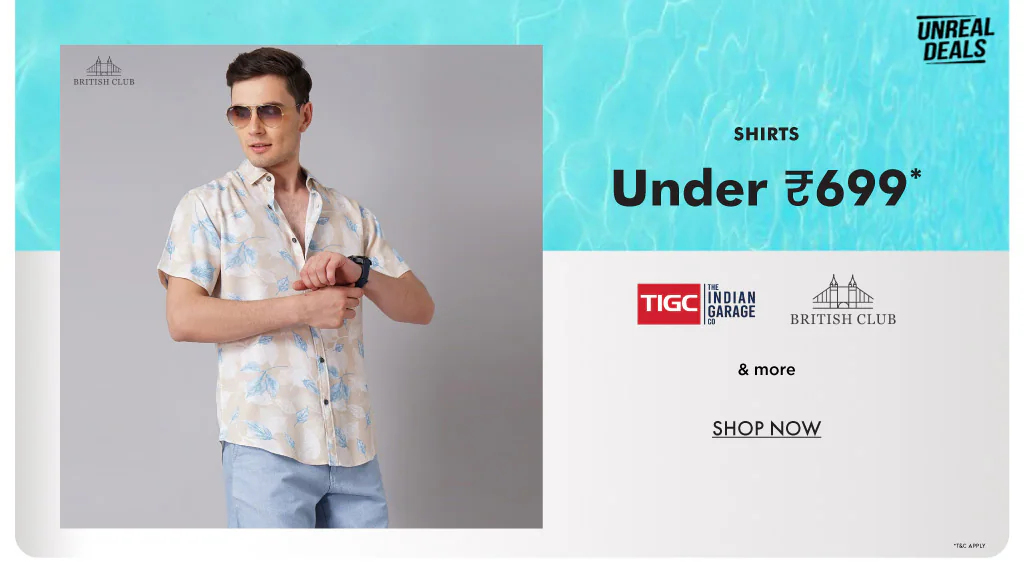 UNREAL
DEALS
BRITISH CLUB
SHIRTS
Under ₹699*
TIGC
THE
INDIAN
GARAGE
CO
BRITISH CLUB
& more
SHOP NOW
*T&C APPLY